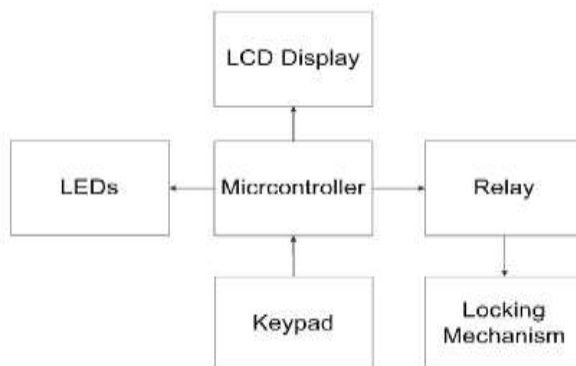 LCD Display
LEDs
Micrcontroller
Relay
Keypad
Locking
Mechanism